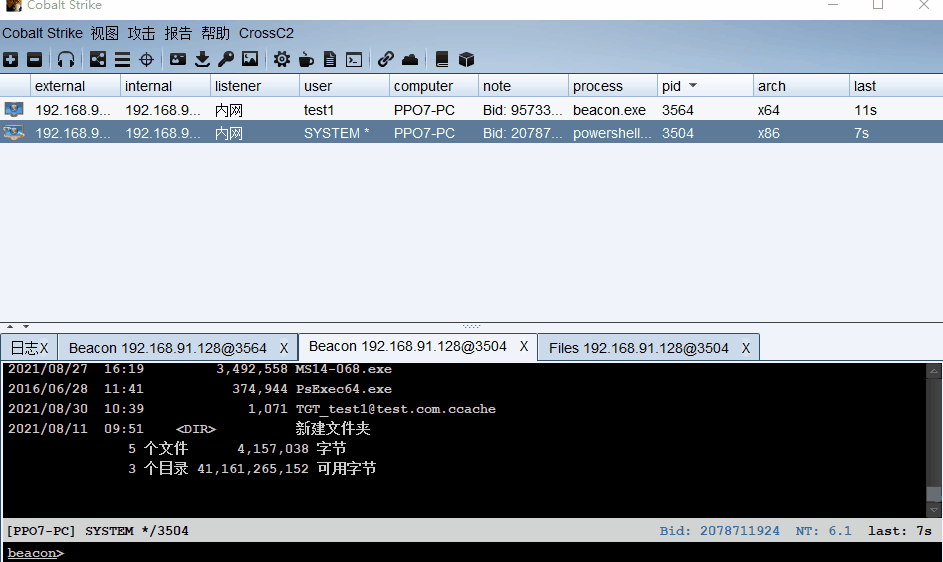 Cobalt Strike
Cobalt Strike 视图 攻击 报告 帮助 CrossC2
external internal listener user computer note process pid arch last
192.168.9... 192.168.9... 内网 test1 PPO7-PC Bid: 95733... beacon.exe 3564 x64 11s
192.168.9... 192.168.9... 内网 SYSTEM * PPO7-PC Bid: 20787... powershell... 3504 x86 7s
日志X Beacon 192.168.91.128@3564 X Beacon 192.168.91.128@3504 X Files 192.168.91.128@3504 X
2021/08/27 16:19 3,492,558 MS14-068.exe
2016/06/28 11:41 374,944 PsExec64.exe
2021/08/30 10:39 1,071 TGT_test1@test.com.ccache
2021/08/11 09:51 <DIR> 新建文件夹
5 个文件 4,157,038 字节
3 个目录 41,161,265,152 可用字节
[PPO7-PC] SYSTEM */3504 Bid: 2078711924 NT: 6.1 last: 7s
beacon>